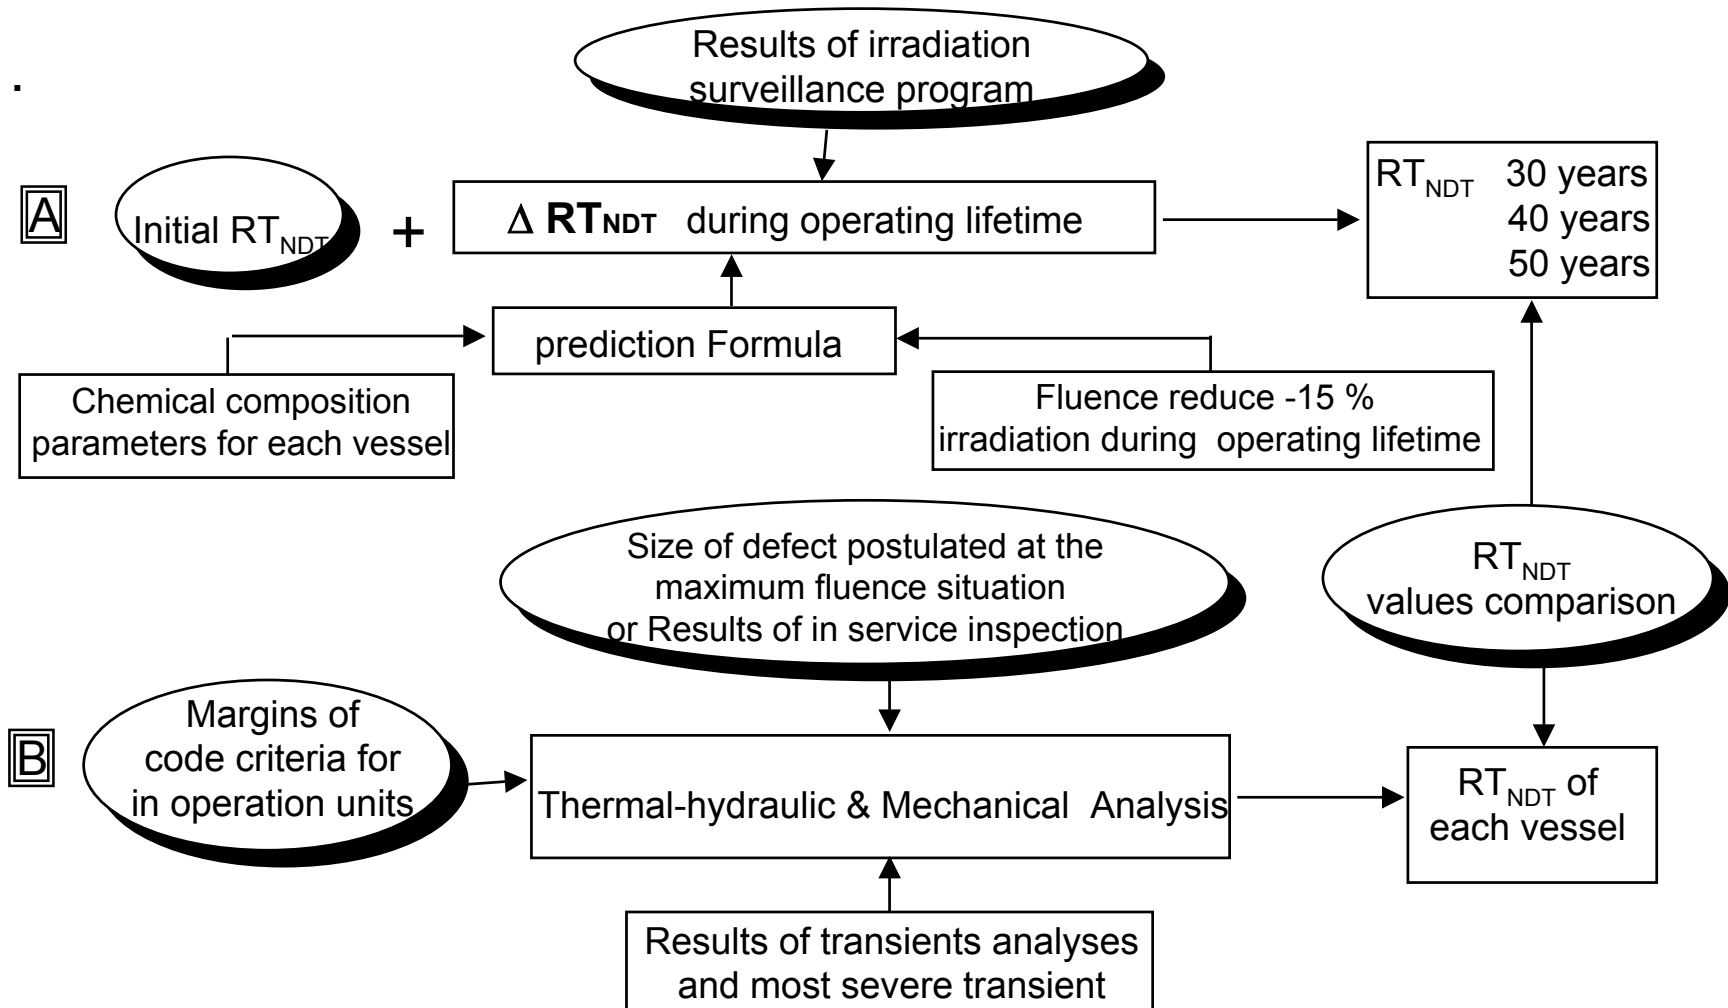 Results of irradiation
surveillance program
.
A
Initial RT_NDT
+
Δ RT_NDT during operating lifetime
RT_NDT 30 years
40 years
50 years
prediction Formula
Chemical composition
parameters for each vessel
Fluence reduce -15 %
irradiation during operating lifetime
Size of defect postulated at the
maximum fluence situation
or Results of in service inspection
RT_NDT
values comparison
B
Margins of
code criteria for
in operation units
Thermal-hydraulic & Mechanical Analysis
RT_NDT of
each vessel
Results of transients analyses
and most severe transient